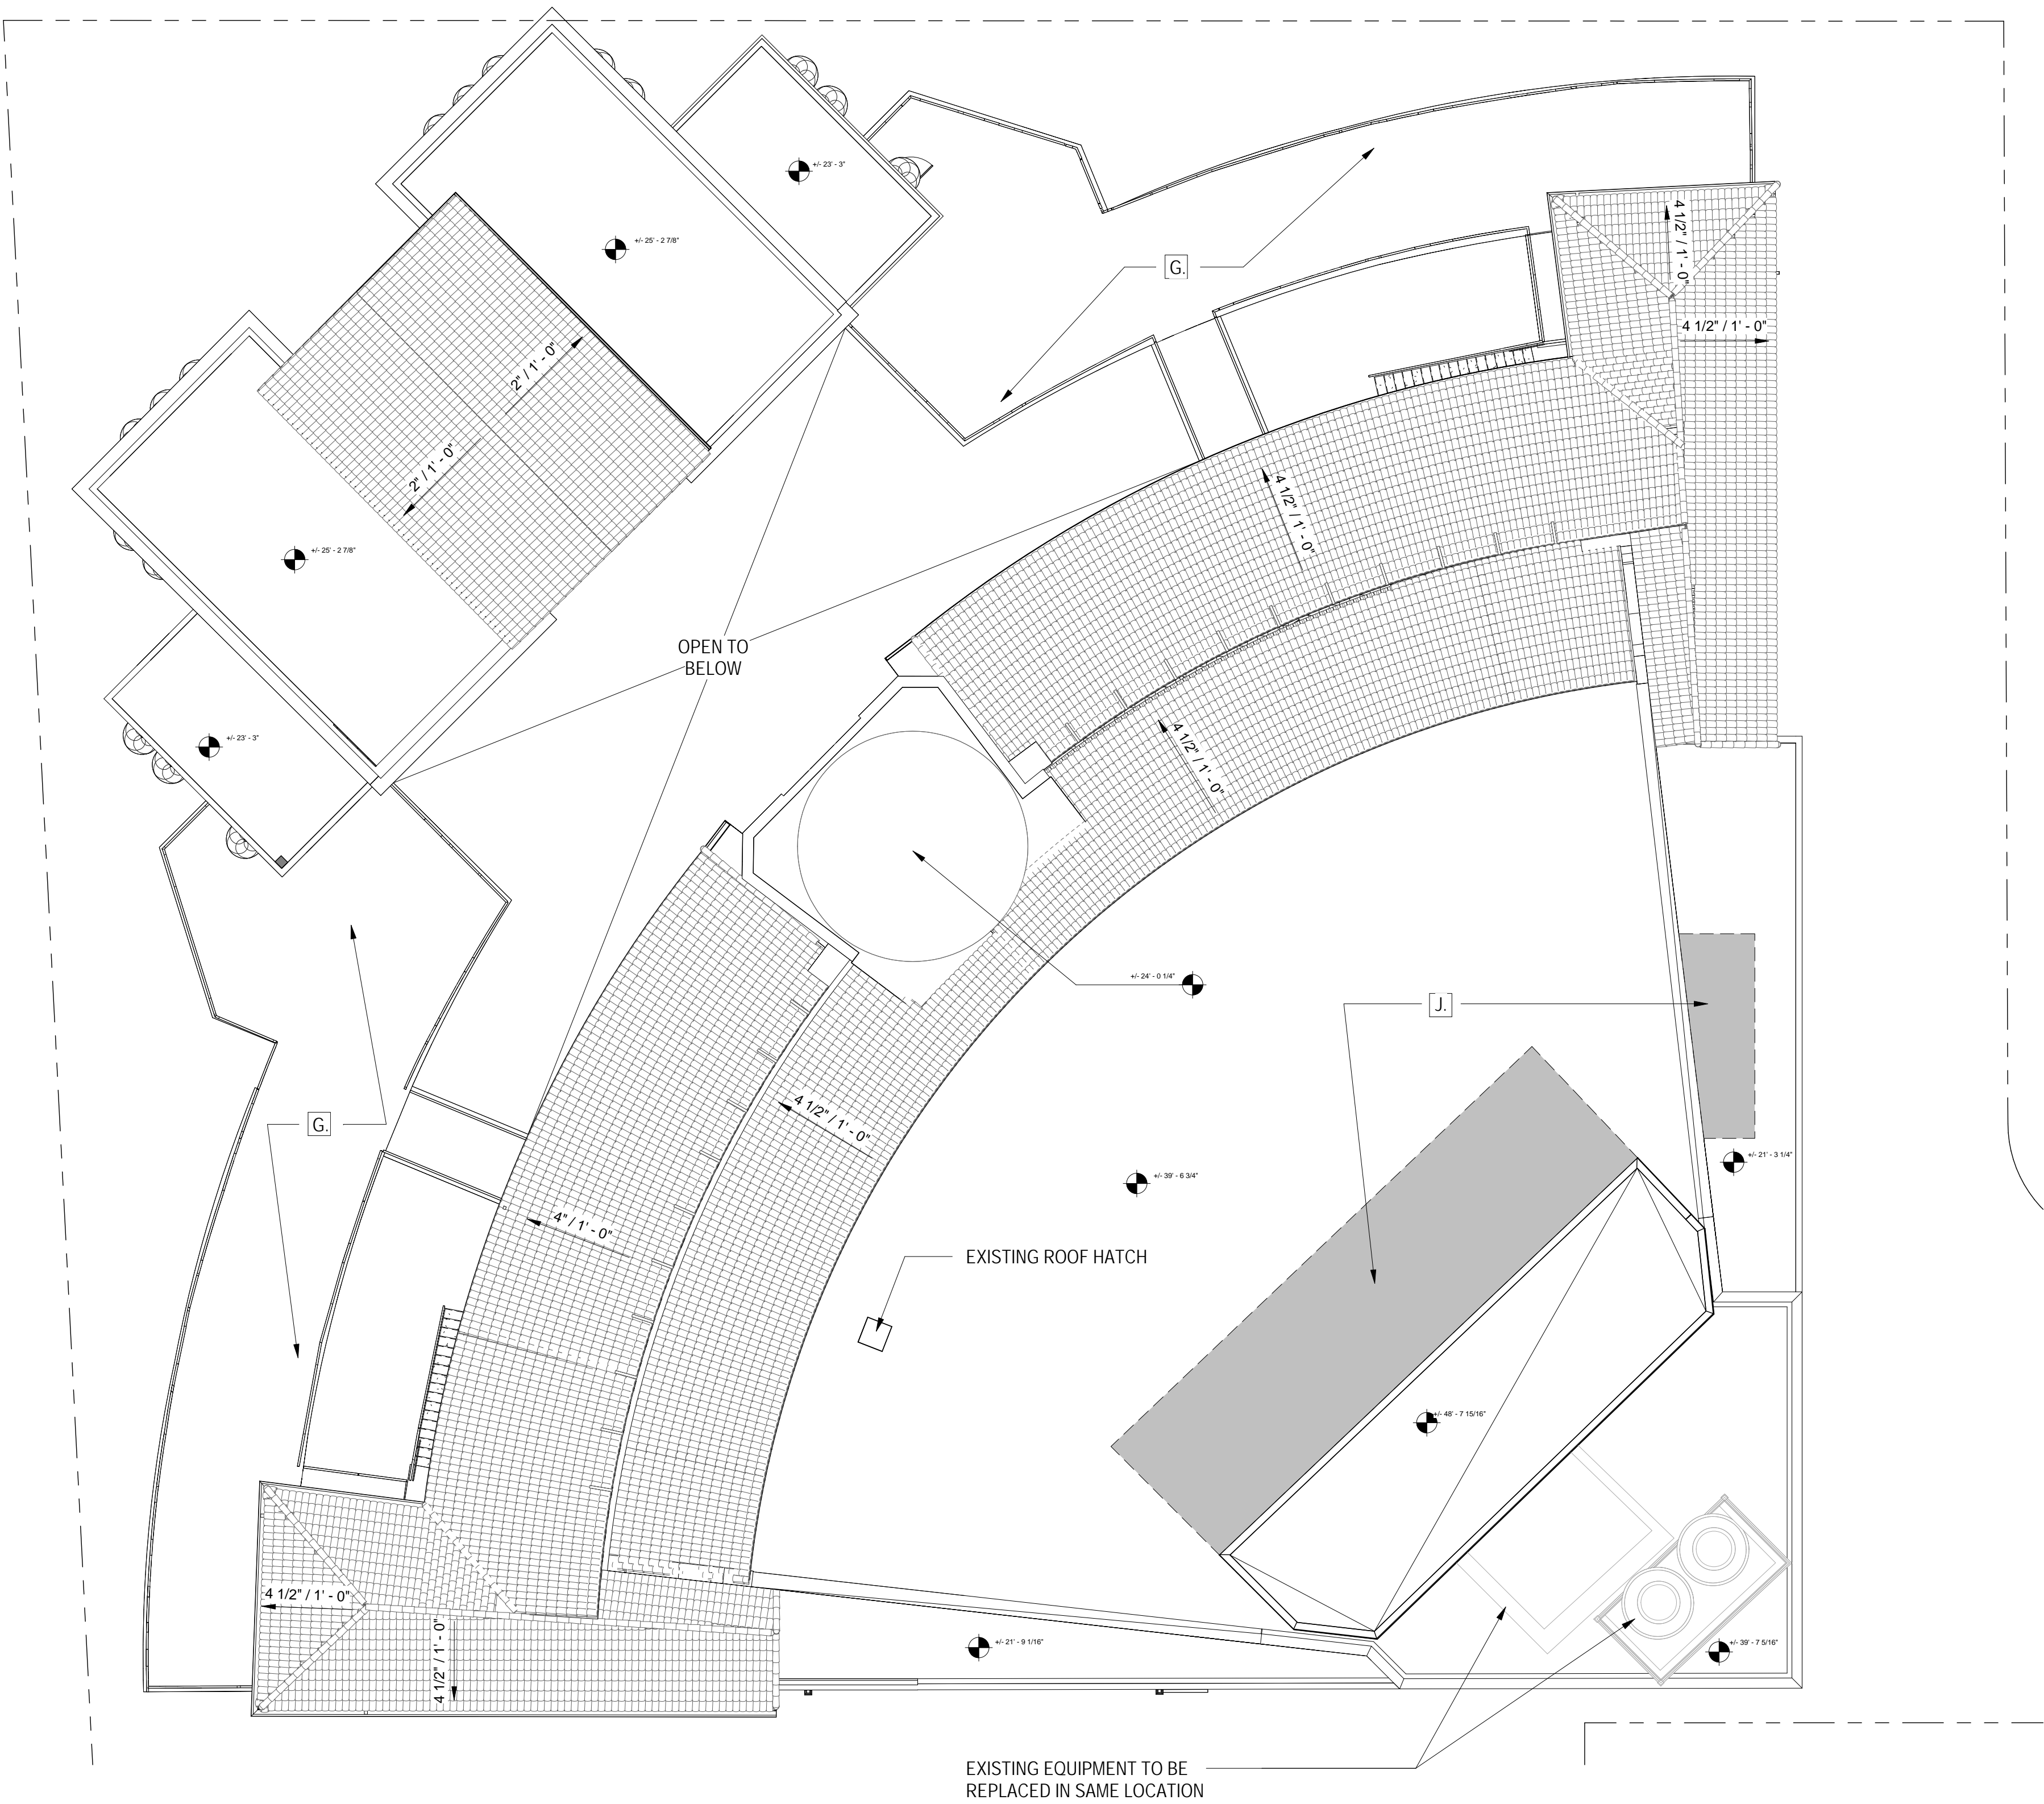 +/- 23' - 3"
4 1/2" / 1' - 0"
+/- 25' - 2 7/8"
G.
4 1/2" / 1' - 0"
2" / 1' - 0"
2" / 1' - 0"
4 1/2" / 1' - 0"
+/- 25' - 2 7/8"
OPEN TO
BELOW
+/- 23' - 3"
4 1/2" / 1' - 0"
+/- 24' - 0 1/4"
J.
4 1/2" / 1' - 0"
G.
+/- 21' - 3 1/4"
+/- 39' - 6 3/4"
4" / 1' - 0"
EXISTING ROOF HATCH
+/- 48' - 7 15/16"
4 1/2" / 1' - 0"
4 1/2" / 1' - 0"
+/- 21' - 9 1/16"
+/- 39' - 7 5/16"
EXISTING EQUIPMENT TO BE
REPLACED IN SAME LOCATION